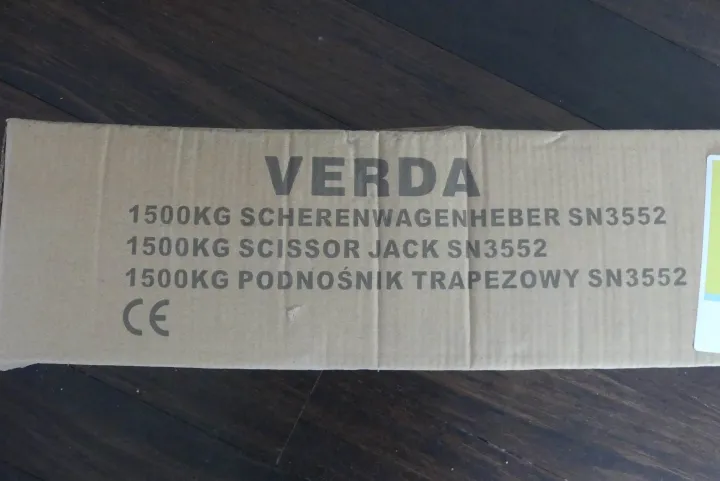 VERDA
1500KG SCHERENWAGENHEBER SN3552
1500KG SCISSOR JACK SN3552
1500KG PODNOŚNIK TRAPEZOWY SN3552
CE